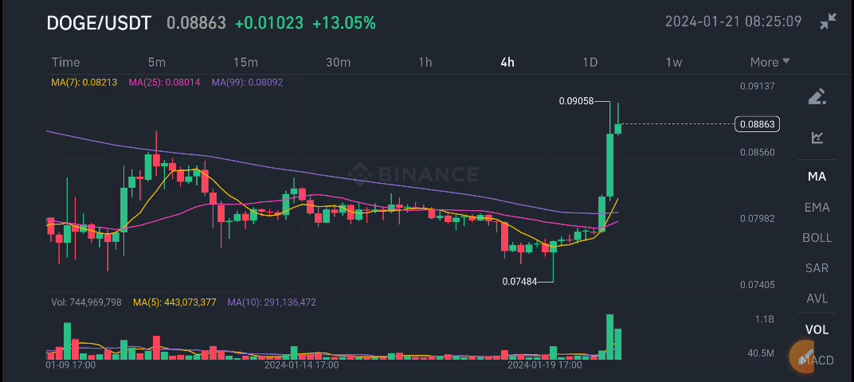 DOGE/USDT 0.08863 +0.01023 +13.05% 2024-01-21 08:25:09
Time 5m 15m 30m 1h 4h 1D 1w More
MA(7): 0.08213 MA(25): 0.08014 MA(99): 0.08092
0.09137
0.09058
0.08863
0.08560
BINANCE
0.07982
0.07484
0.07405
MA
EMA
BOLL
SAR
AVL
VOL
MACD
Vol: 744,969,798 MA(5): 443,073,377 MA(10): 291,136,472
1.1B
40.5M
01-09 17:00 2024-01-14 17:00 2024-01-19 17:00